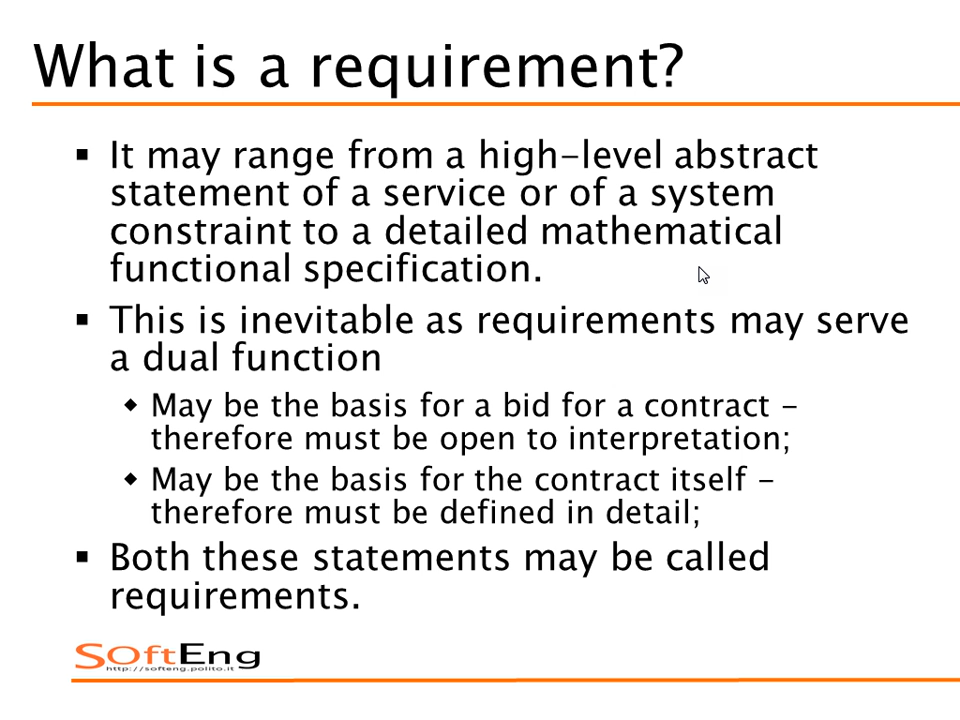 What is a requirement?
▪ It may range from a high-level abstract
statement of a service or of a system
constraint to a detailed mathematical
functional specification.
▪ This is inevitable as requirements may serve
a dual function
◆ May be the basis for a bid for a contract -
therefore must be open to interpretation;
◆ May be the basis for the contract itself -
therefore must be defined in detail;
▪ Both these statements may be called
requirements.
SOftEng
http://softeng.polito.it